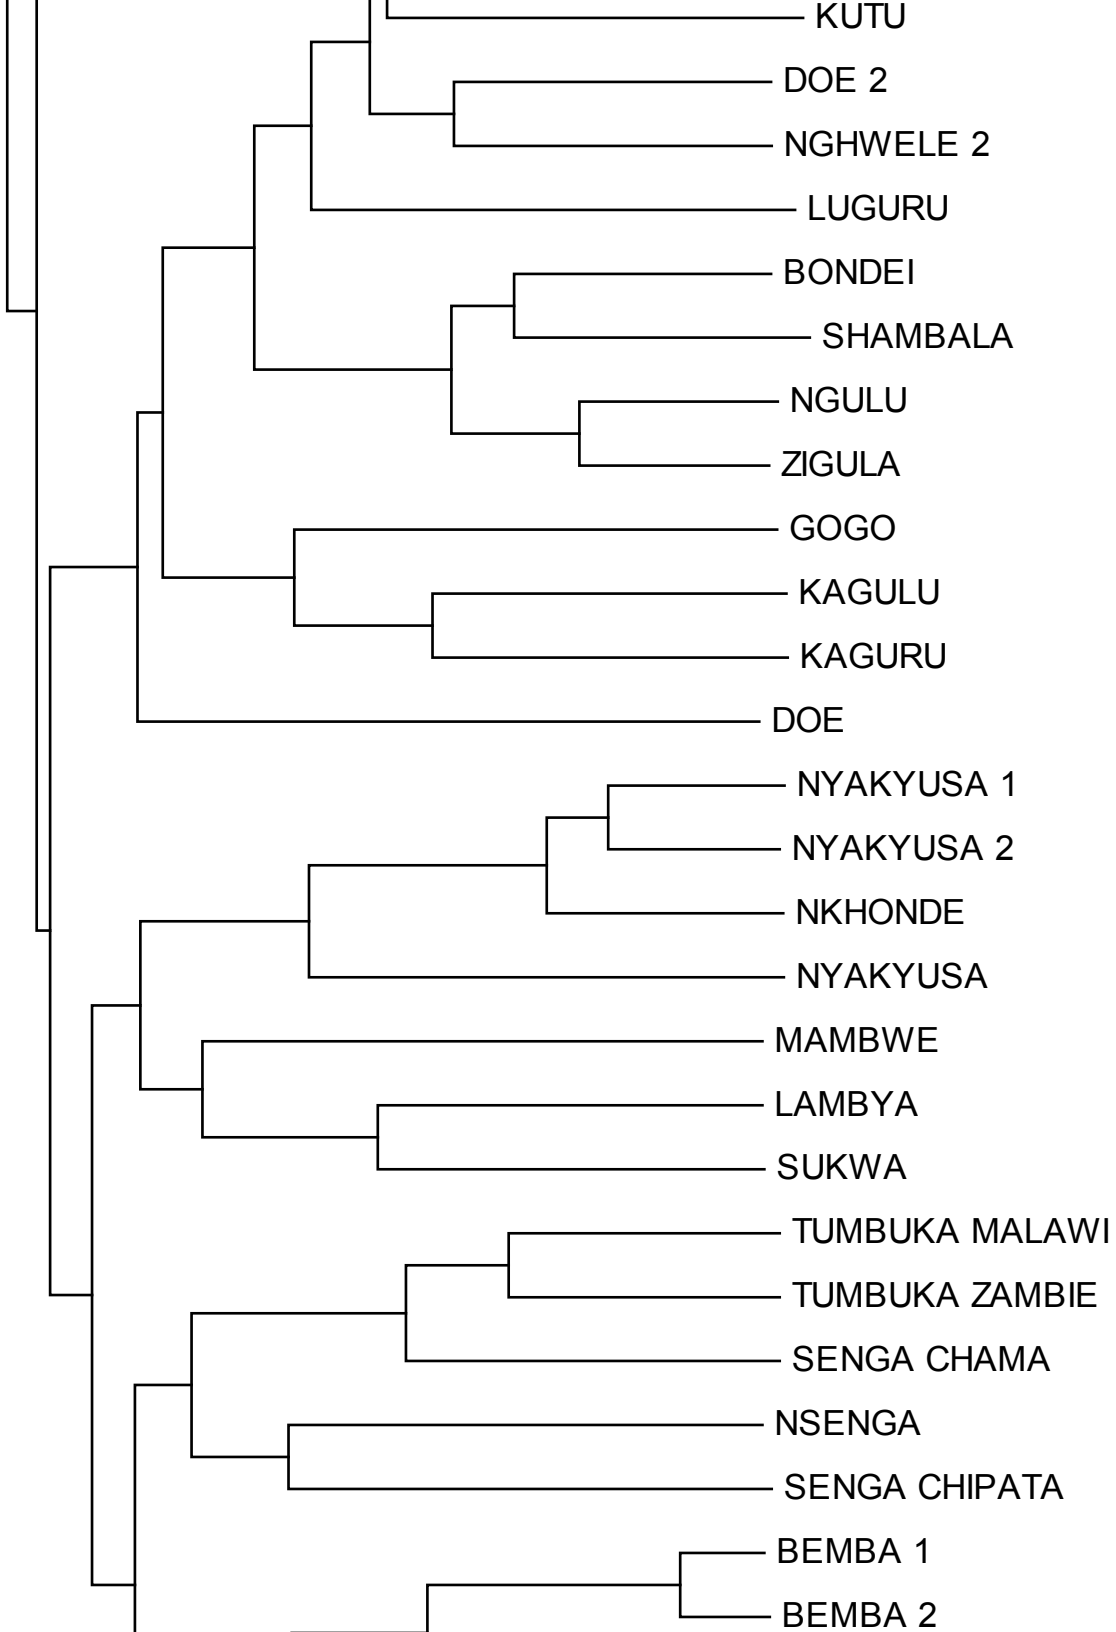 KUTU
DOE 2
NGHWELE 2
LUGURU
BONDEI
SHAMBALA
NGULU
ZIGULA
GOGO
KAGULU
KAGURU
DOE
NYAKYUSA 1
NYAKYUSA 2
NKHONDE
NYAKYUSA
MAMBWE
LAMBYA
SUKWA
TUMBUKA MALAWI
TUMBUKA ZAMBIE
SENGA CHAMA
NSENGA
SENGA CHIPATA
BEMBA 1
BEMBA 2